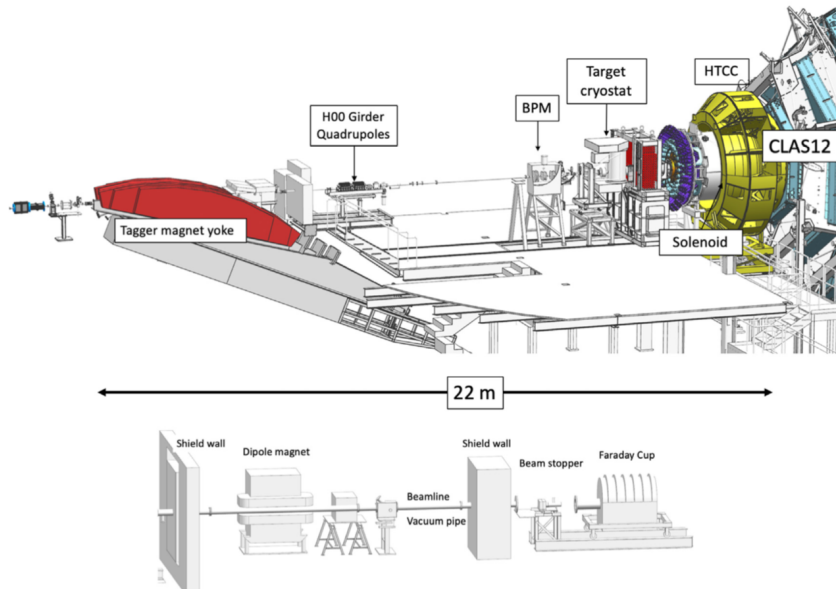 HTCC
Target
cryostat
BPM
H00 Girder
Quadrupoles
CLAS12
Tagger magnet yoke
Solenoid
22 m
Shield wall
Dipole magnet
Shield wall
Beam stopper
Faraday Cup
Beamline
Vacuum pipe